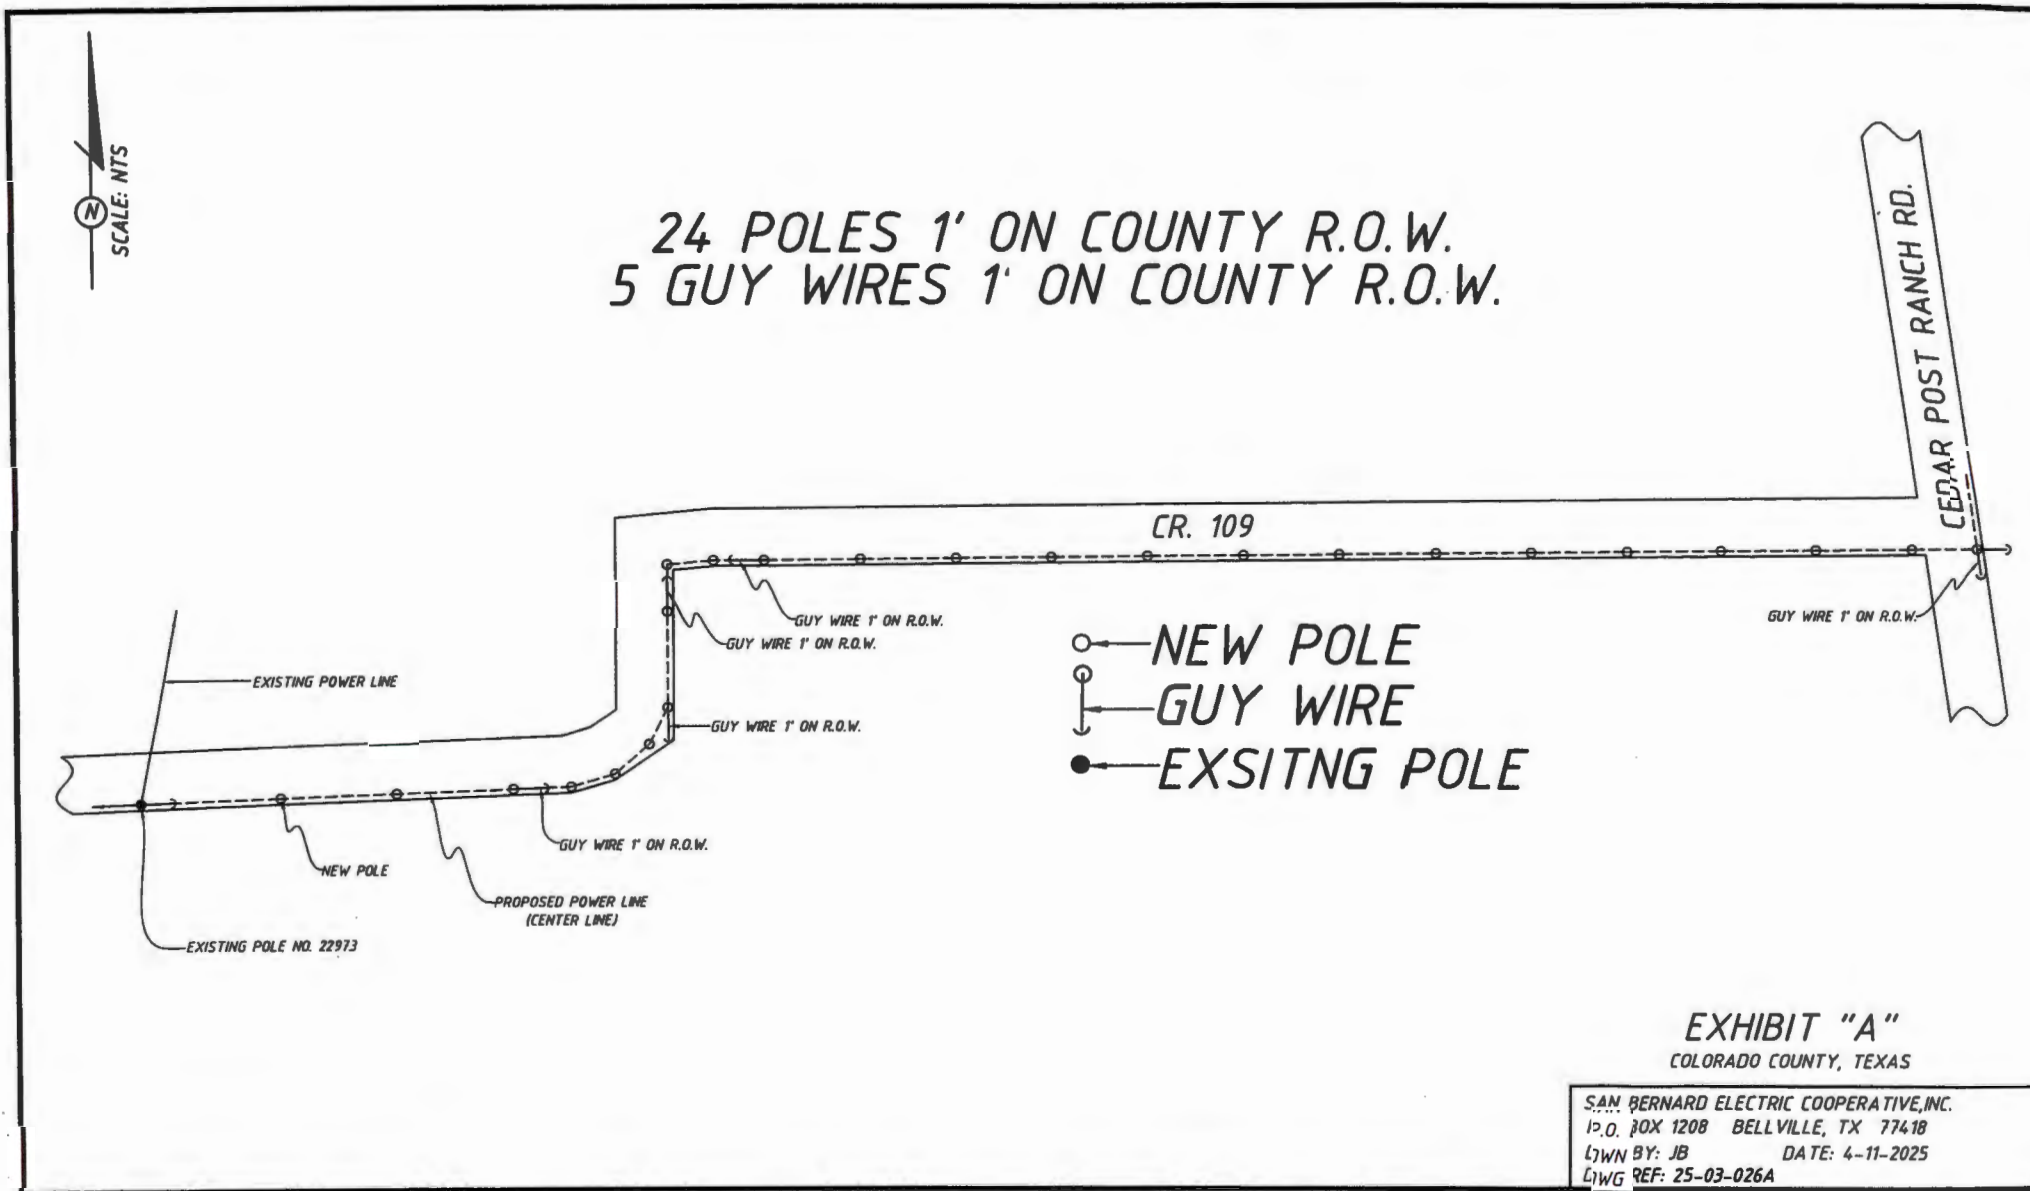 N
SCALE: NTS
24 POLES 1' ON COUNTY R.O.W.
5 GUY WIRES 1' ON COUNTY R.O.W.
CEDAR POST RANCH RD.
CR. 109
GUY WIRE 1' ON R.O.W.
GUY WIRE 1' ON R.O.W.
GUY WIRE 1' ON R.O.W.
GUY WIRE 1' ON R.O.W.
NEW POLE
GUY WIRE
EXSITNG POLE
EXISTING POWER LINE
GUY WIRE 1' ON R.O.W.
NEW POLE
PROPOSED POWER LINE
(CENTER LINE)
EXISTING POLE NO. 22973
EXHIBIT "A"
COLORADO COUNTY, TEXAS
SAN BERNARD ELECTRIC COOPERATIVE,INC.
P.O. BOX 1208 BELLVILLE, TX 77418
DWN BY: JB DATE: 4-11-2025
DWG REF: 25-03-026A